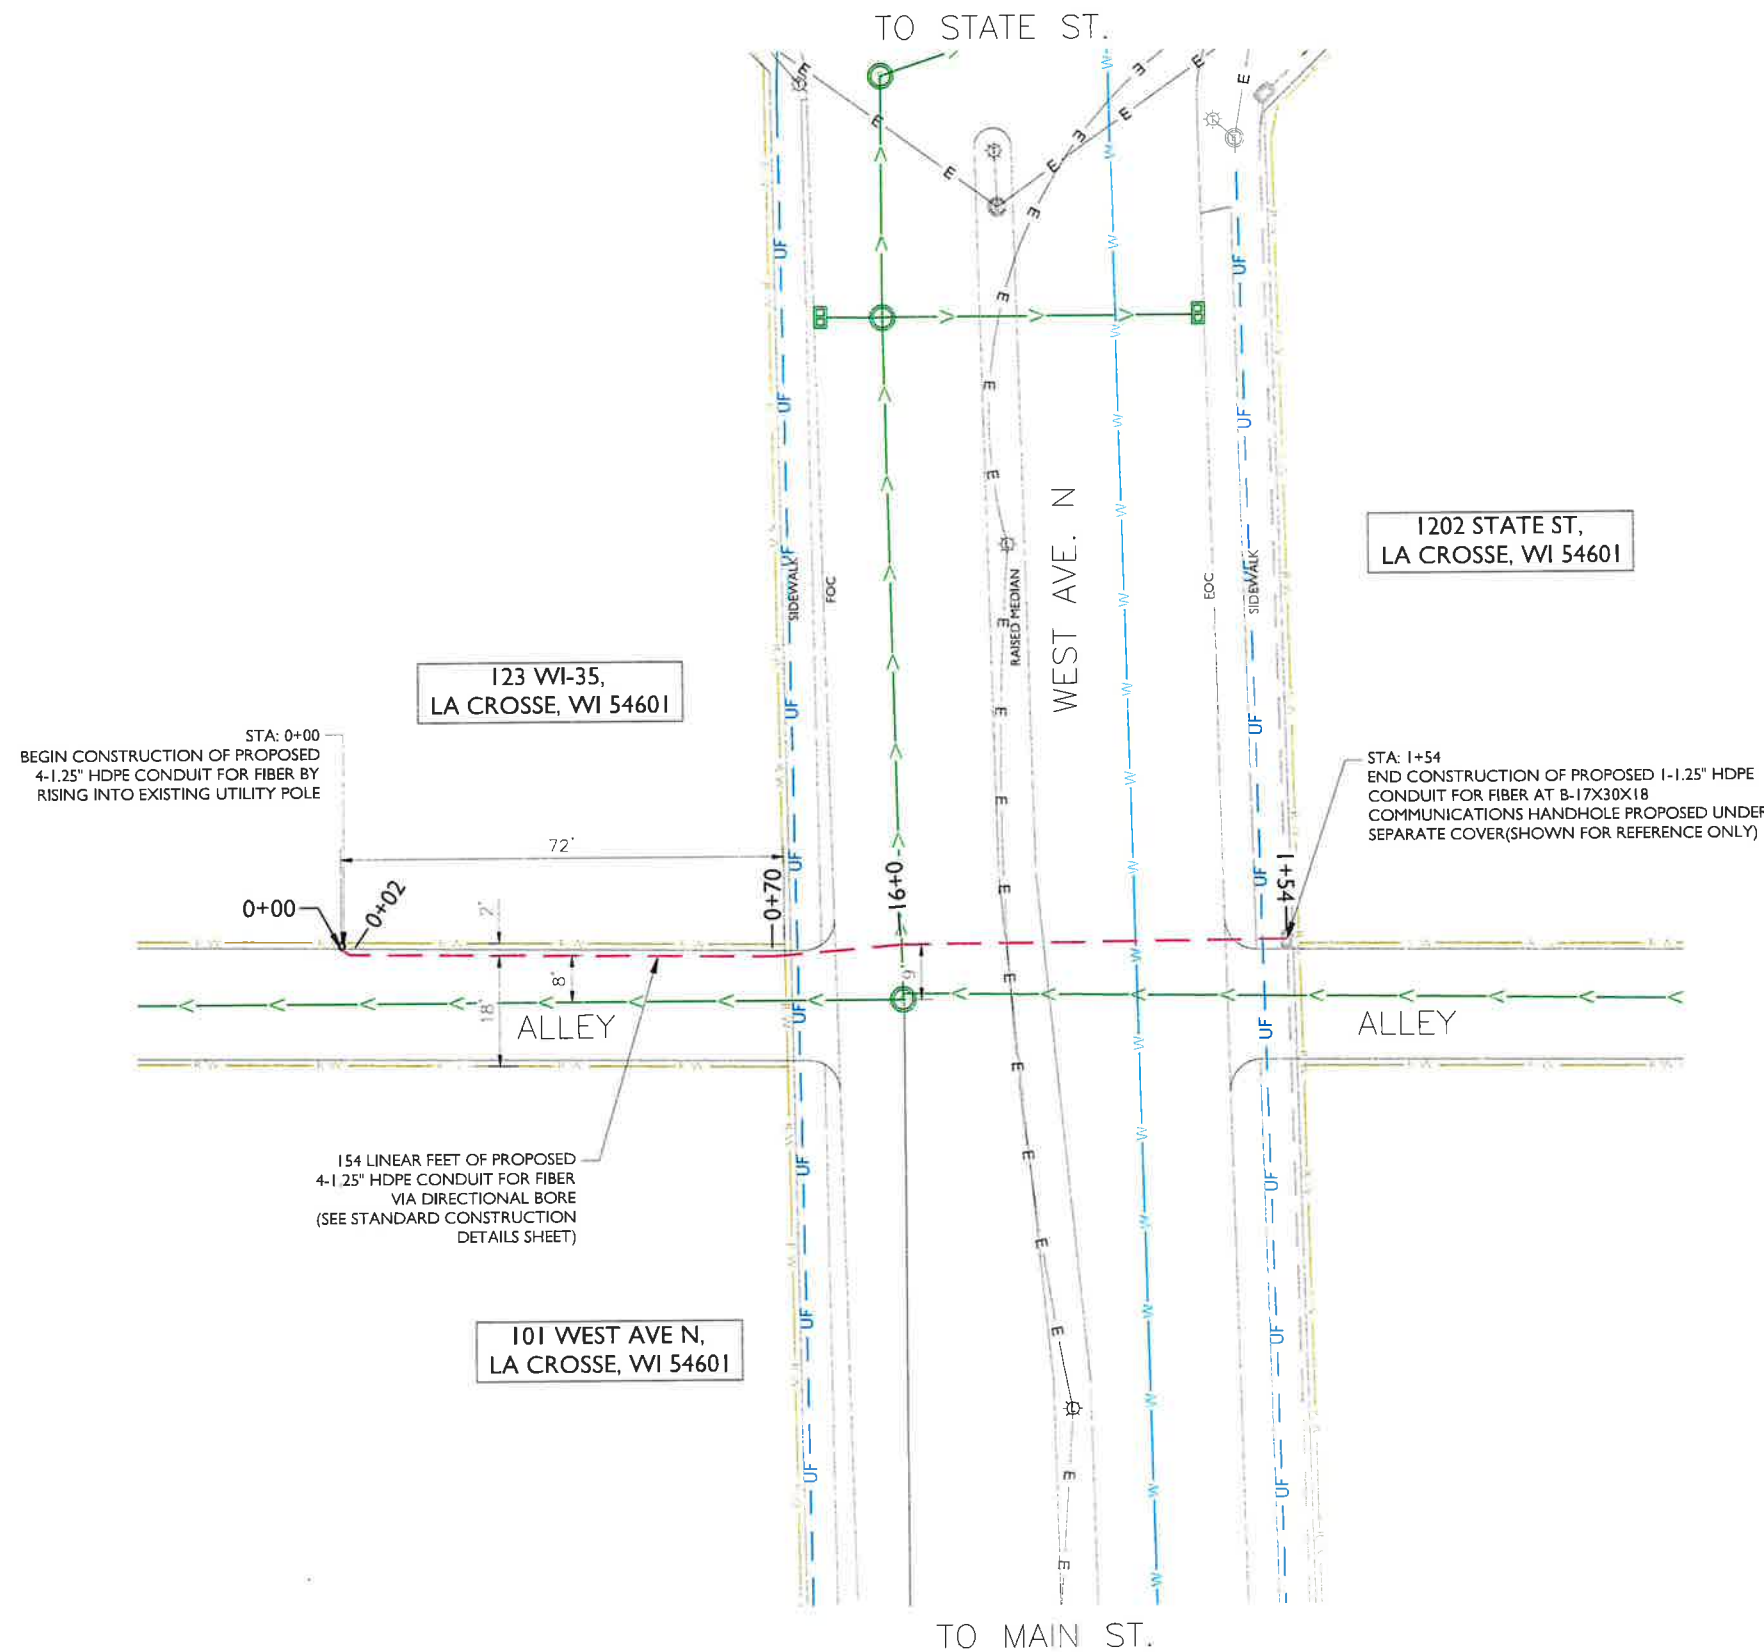 TO STATE ST.
1202 STATE ST,
LA CROSSE, WI 54601
WEST AVE. N
SIDEWALK
FOC
RAISED MEDIAN
EOC
SIDEWALK
123 WI-35,
LA CROSSE, WI 54601
STA: 0+00
BEGIN CONSTRUCTION OF PROPOSED
4-1.25" HDPE CONDUIT FOR FIBER BY
RISING INTO EXISTING UTILITY POLE
STA: 1+54
END CONSTRUCTION OF PROPOSED 1-1.25" HDPE
CONDUIT FOR FIBER AT B-17X30X18
COMMUNICATIONS HANDHOLE PROPOSED UNDER
SEPARATE COVER(SHOWN FOR REFERENCE ONLY)
72'
0+00
0+02
2'
0+70
16+0
1+54
8'
18'
9'
ALLEY
ALLEY
154 LINEAR FEET OF PROPOSED
4-1.25" HDPE CONDUIT FOR FIBER
VIA DIRECTIONAL BORE
(SEE STANDARD CONSTRUCTION
DETAILS SHEET)
101 WEST AVE N,
LA CROSSE, WI 54601
TO MAIN ST.